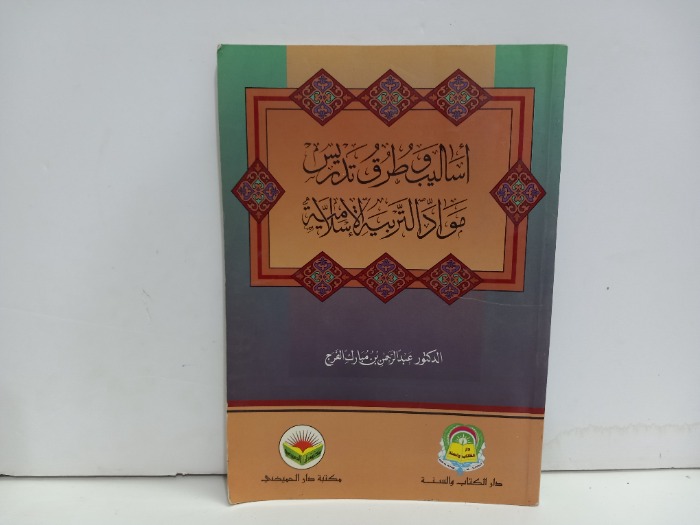 أساليب وطرق تدريس
مواد التربية الإسلامية
الدكتور عبدالرحمن بن مبارك الفرج
دار الكتاب والسنة
مكتبة دار الحميضي